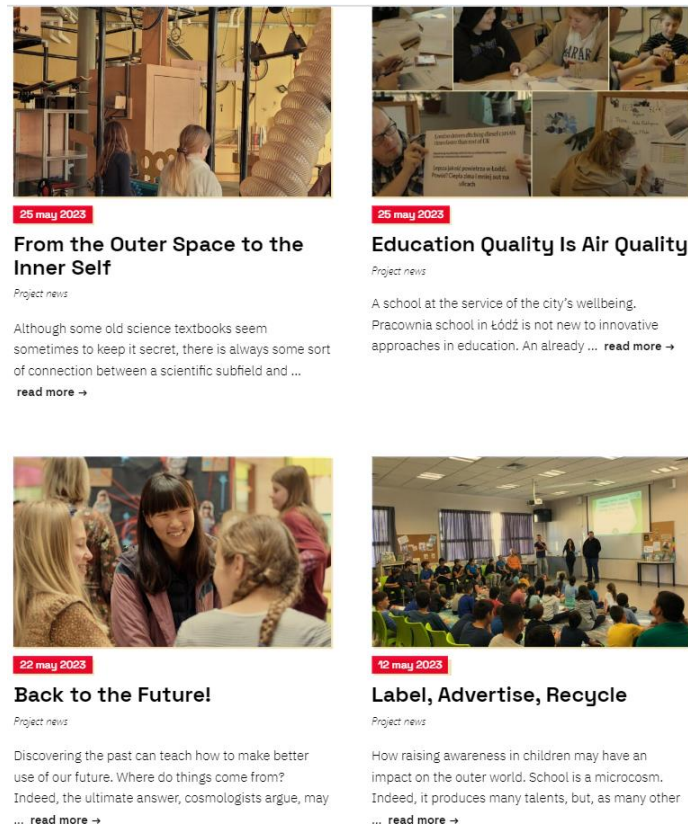 25 may 2023
From the Outer Space to the
Inner Self
Project news
Although some old science textbooks seem
sometimes to keep it secret, there is always some sort
of connection between a scientific subfield and ...
read more →
25 may 2023
Education Quality Is Air Quality
Project news
A school at the service of the city's wellbeing.
Pracownia school in Łódź is not new to innovative
approaches in education. An already ... read more →
22 may 2023
Back to the Future!
Project news
Discovering the past can teach how to make better
use of our future. Where do things come from?
Indeed, the ultimate answer, cosmologists argue, may
... read more →
12 may 2023
Label, Advertise, Recycle
Project news
How raising awareness in children may have an
impact on the outer world. School is a microcosm.
Indeed, it produces many talents, but, as many other
... read more →